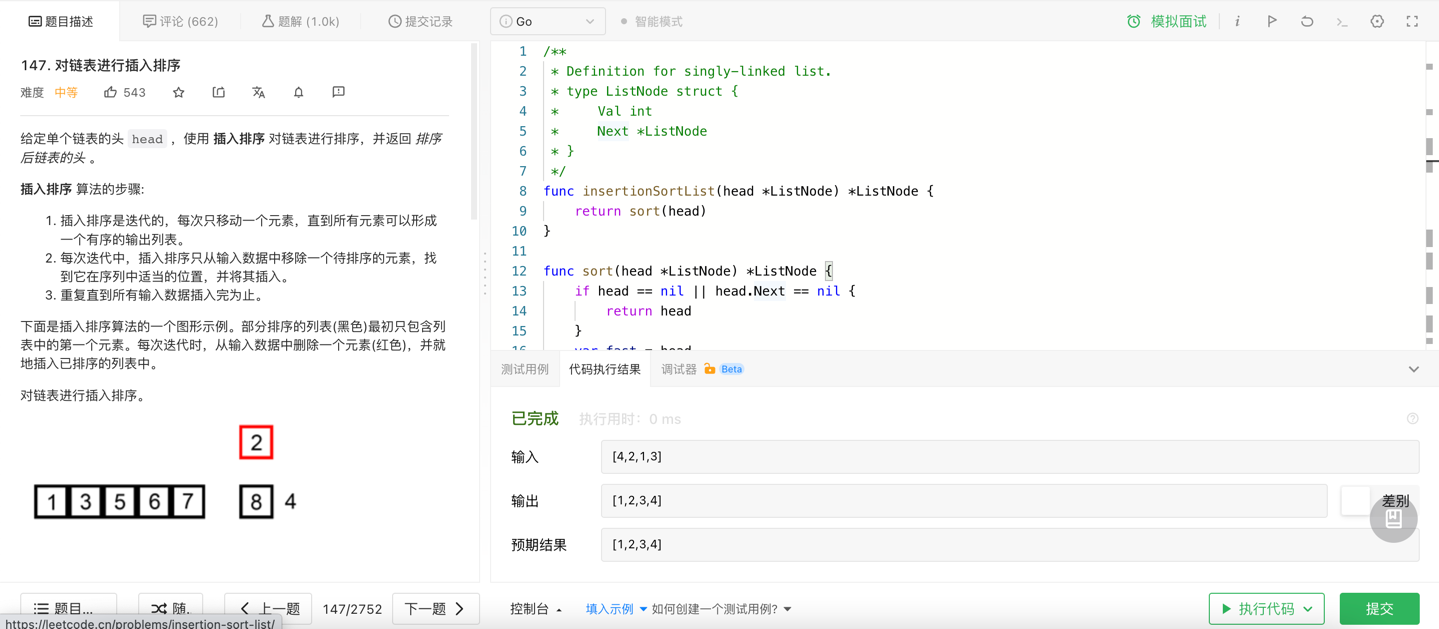 题目描述
评论 (662)
题解 (1.0k)
提交记录
147. 对链表进行插入排序
难度 中等 543
给定单个链表的头 head ，使用 插入排序 对链表进行排序，并返回 排序
后链表的头 。
插入排序 算法的步骤:
1. 插入排序是迭代的，每次只移动一个元素，直到所有元素可以形成
一个有序的输出列表。
2. 每次迭代中，插入排序只从输入数据中移除一个待排序的元素，找
到它在序列中适当的位置，并将其插入。
3. 重复直到所有输入数据插入完为止。
下面是插入排序算法的一个图形示例。部分排序的列表(黑色)最初只包含列
表中的第一个元素。每次迭代时，从输入数据中删除一个元素(红色)，并就
地插入已排序的列表中。
对链表进行插入排序。
2
1 3 5 6 7 8 4
题目...
随.
上一题
147/2752
下一题
https://leetcode.cn/problems/insertion-sort-list/
Go
智能模式
模拟面试
1 /**
2 * Definition for singly-linked list.
3 * type ListNode struct {
4 * Val int
5 * Next *ListNode
6 * }
7 */
8 func insertionSortList(head *ListNode) *ListNode {
9 return sort(head)
10 }
11
12 func sort(head *ListNode) *ListNode {
13 if head == nil || head.Next == nil {
14 return head
15 }
16 var fast = head
测试用例
代码执行结果
调试器 Beta
已完成 执行用时: 0 ms
输入 [4,2,1,3]
输出 [1,2,3,4] 差别
预期结果 [1,2,3,4]
控制台
填入示例
如何创建一个测试用例?
执行代码
提交